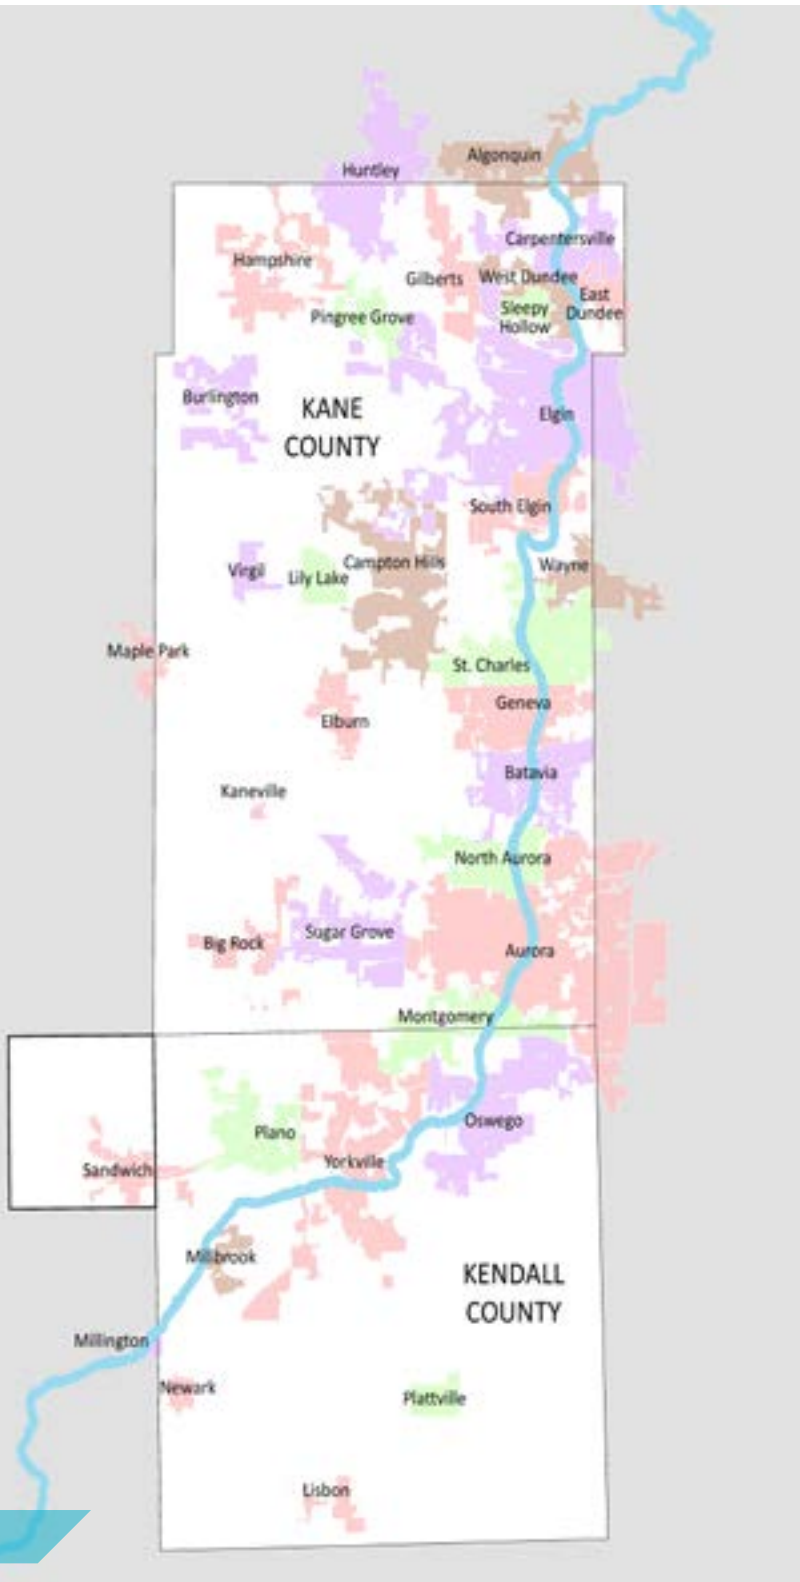 Algonquin
Huntley
Carpentersville
Hampshire
Gilberts
West Dundee
East
Dundee
Sleepy
Hollow
Pingree Grove
Burlington
KANE
COUNTY
Elgin
South Elgin
Campton Hills
Wayne
Virgil
Lily Lake
Maple Park
St. Charles
Geneva
Elburn
Batavia
Kaneville
North Aurora
Sugar Grove
Big Rock
Aurora
Montgomery
Oswego
Plano
Yorkville
Sandwich
Millbrook
KENDALL
COUNTY
Millington
Newark
Plattville
Lisbon